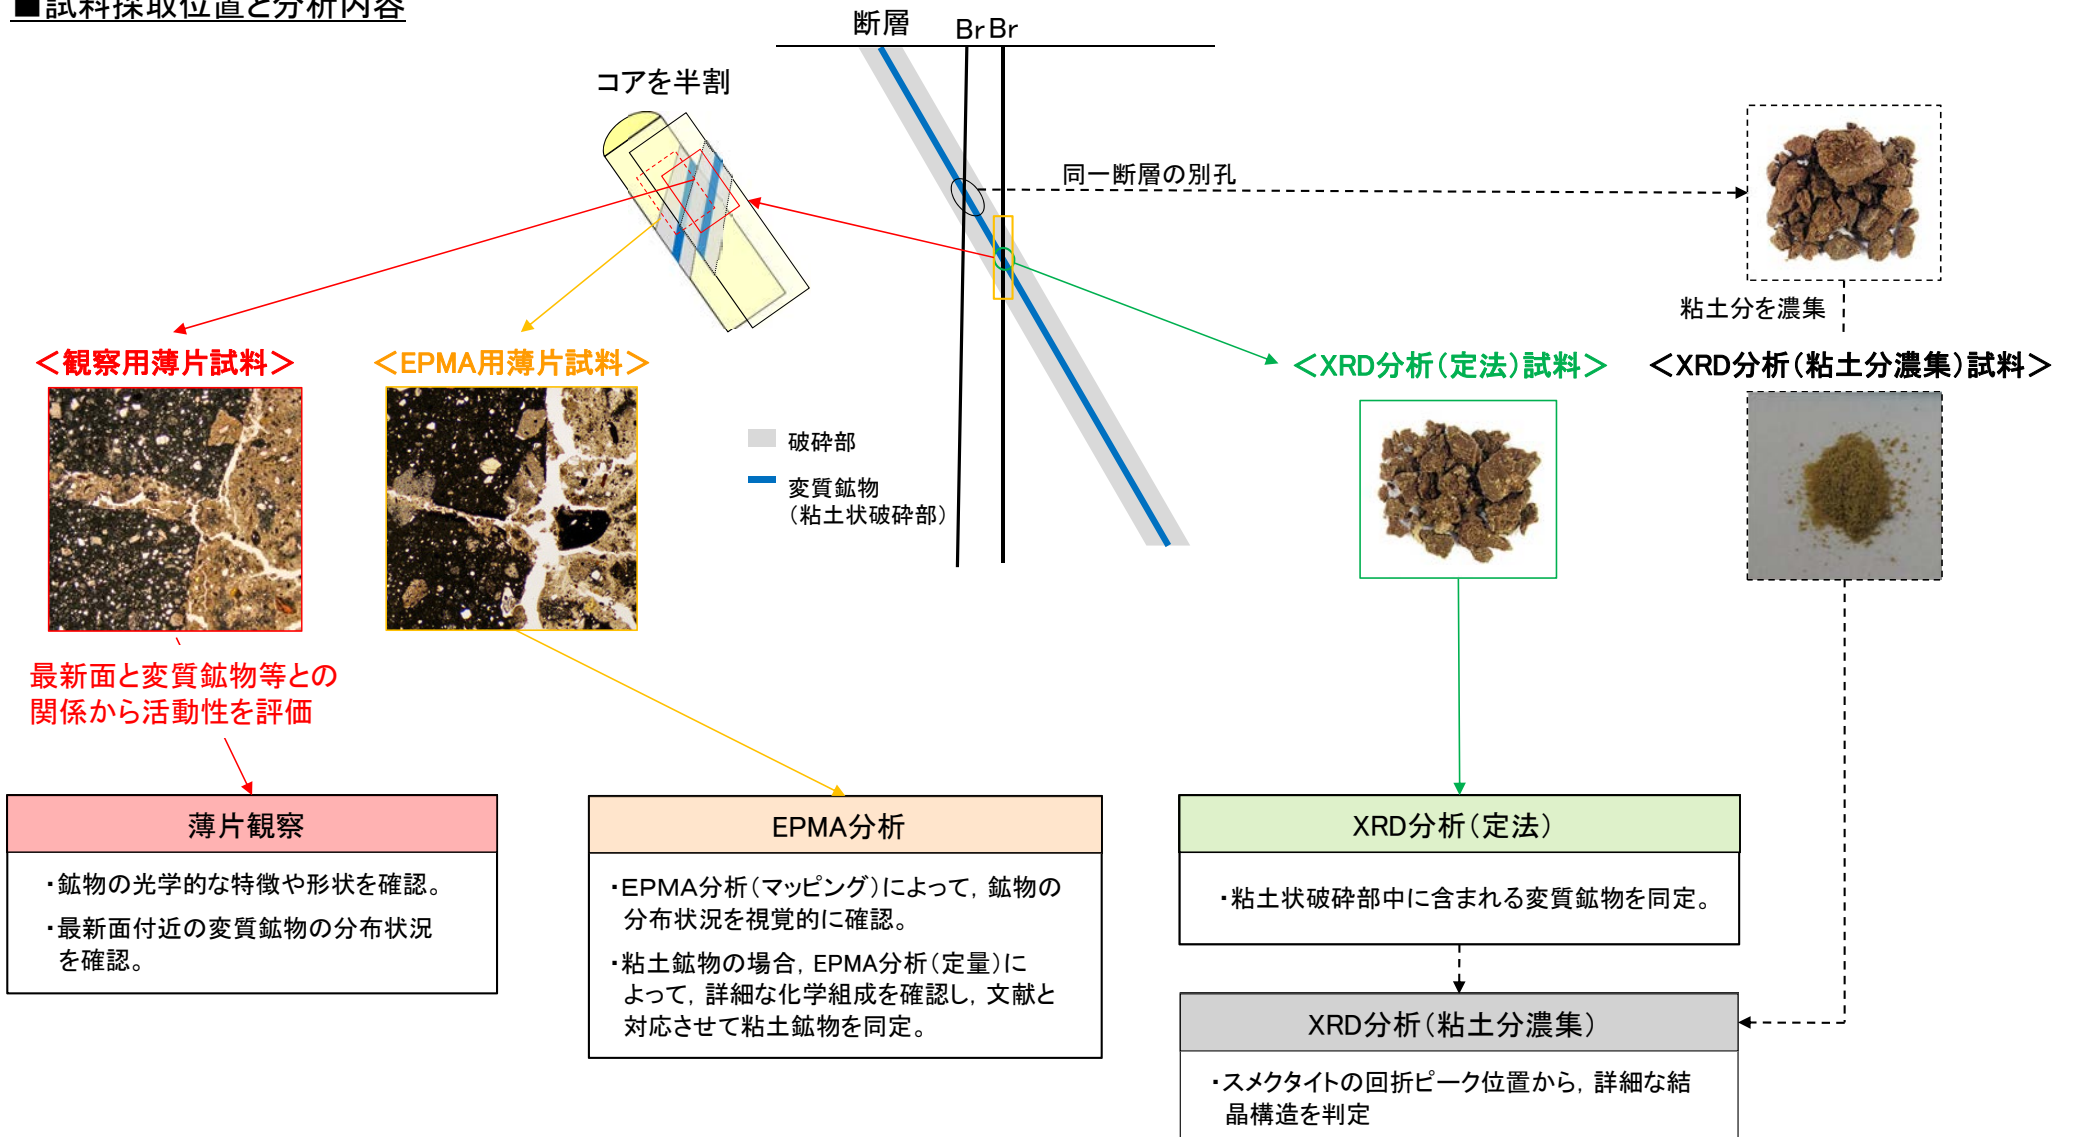 ■試料採取位置と分析内容
断層
Br Br
コアを半割
同一断層の別孔
粘土分を濃集
＜観察用薄片試料＞
＜EPMA用薄片試料＞
＜XRD分析（定法）試料＞
＜XRD分析（粘土分濃集）試料＞
破砕部
変質鉱物
（粘土状破砕部）
最新面と変質鉱物等との
関係から活動性を評価
薄片観察
・鉱物の光学的な特徴や形状を確認。
・最新面付近の変質鉱物の分布状況
を確認。
EPMA分析
・EPMA分析（マッピング）によって，鉱物の
分布状況を視覚的に確認。
・粘土鉱物の場合，EPMA分析（定量）に
よって，詳細な化学組成を確認し，文献と
対応させて粘土鉱物を同定。
XRD分析（定法）
・粘土状破砕部中に含まれる変質鉱物を同定。
XRD分析（粘土分濃集）
・スメクタイトの回折ピーク位置から，詳細な結
晶構造を判定